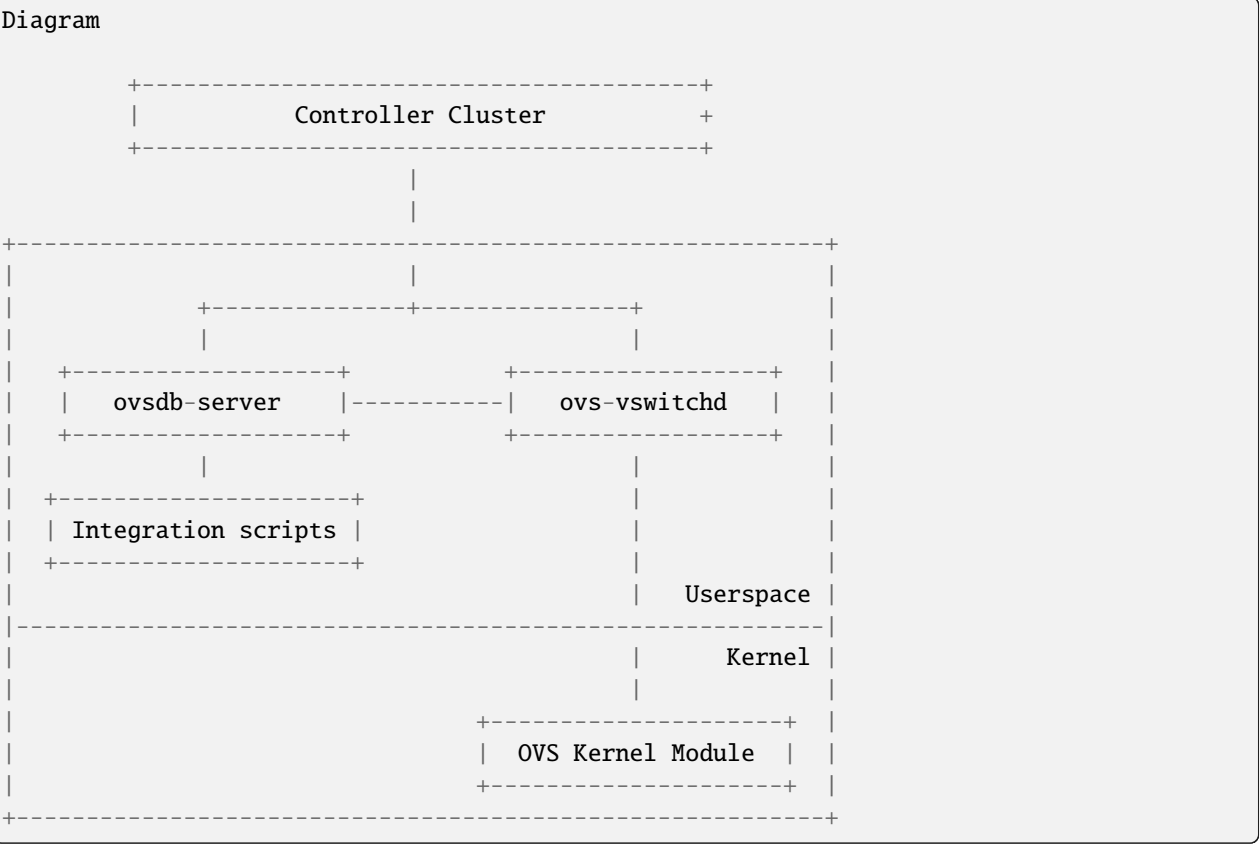 Diagram
+-----------------------------------------+
| Controller Cluster +
+-----------------------------------------+
|
|
+----------------------------------------------------------+
| | |
| +--------------+---------------+ |
| | | |
| +-------------------+ +------------------+ |
| | ovsdb-server |-----------| ovs-vswitchd | |
| +-------------------+ +------------------+ |
| | | |
| +---------------------+ | |
| | Integration scripts | | |
| +---------------------+ | |
| | Userspace |
|----------------------------------------------------------|
| | Kernel |
| | |
| +---------------------+ |
| | OVS Kernel Module | |
| +---------------------+ |
+----------------------------------------------------------+